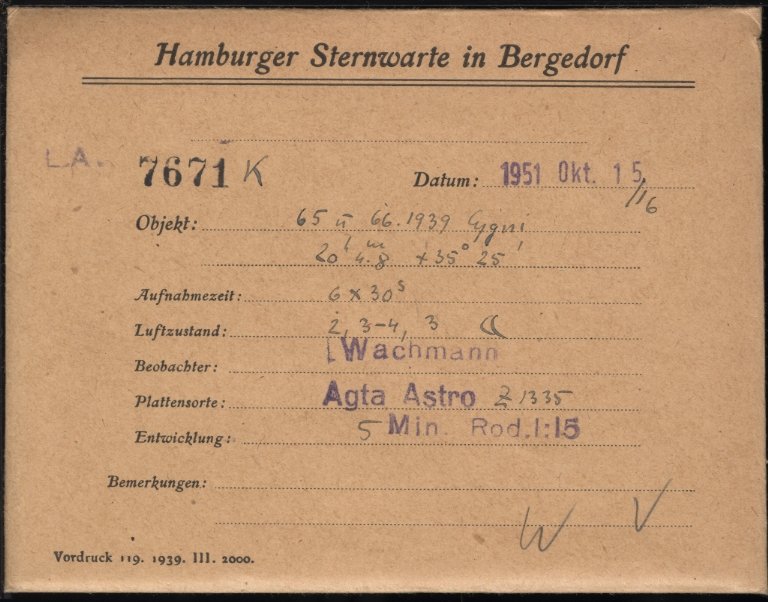 Hamburger Sternwarte in Bergedorf
L.A. 7671 K Datum: 1951 Okt. 15./16
Objekt: 65 u 66.1939 Cygni
20h 4m.8 +35° 25'
Aufnahmezeit: 6 x 30s
Luftzustand: 2, 3-4, 3
Beobachter: Wachmann
Plattensorte: Agfa Astro Z 1335
Entwicklung: 5 Min. Rod. 1:15
Bemerkungen:
W V
Vordruck 119. 1939. III. 2000.